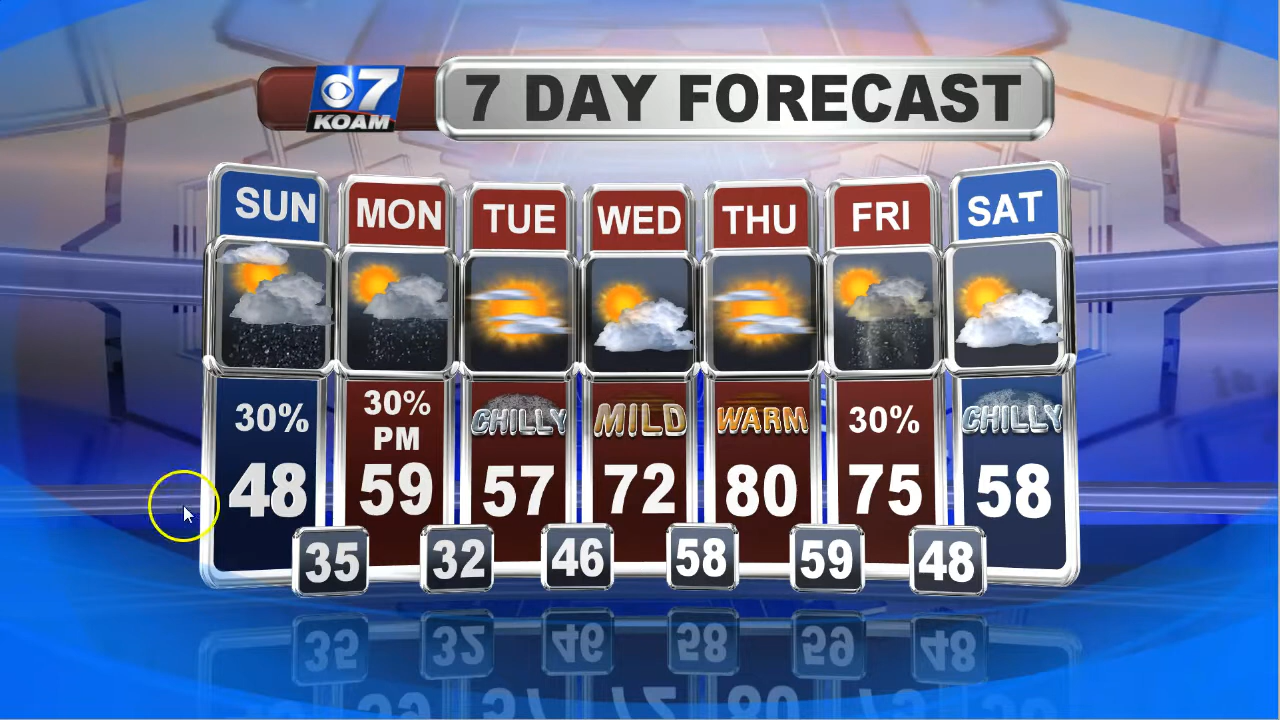 7
KOAM
7 DAY FORECAST
SUN MON TUE WED THU FRI SAT
30% 30% PM CHILLY MILD WARM 30% CHILLY
48 59 57 72 80 75 58
35 32 46 58 59 48